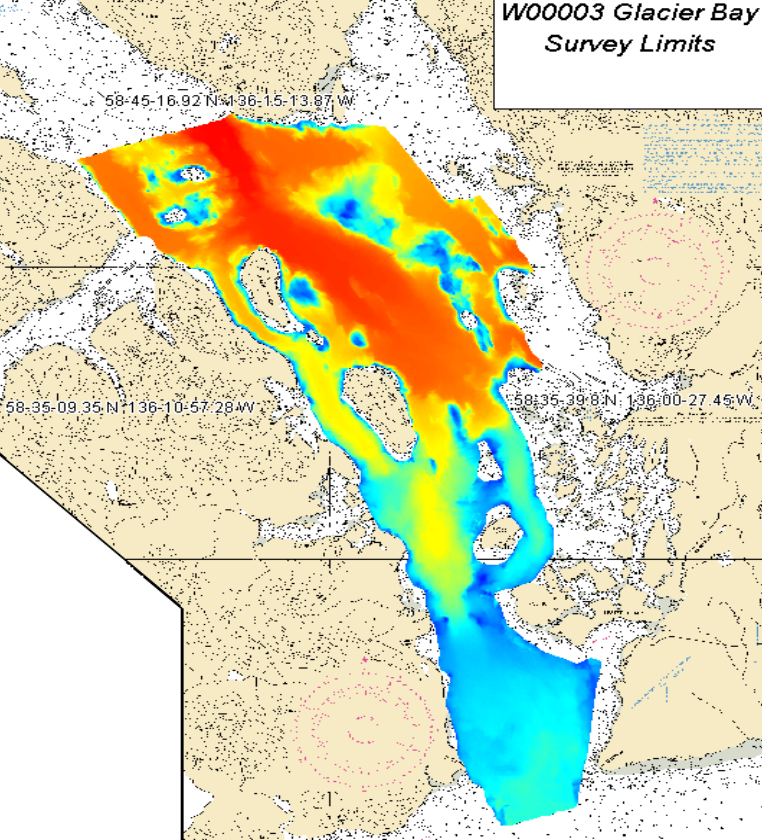 W00003 Glacier Bay
Survey Limits
58-45-16.92 N 136-15-13.87 W
58-35-09.35 N 136-10-57.28 W
58-35-39.8 N 136-00-27.45 W